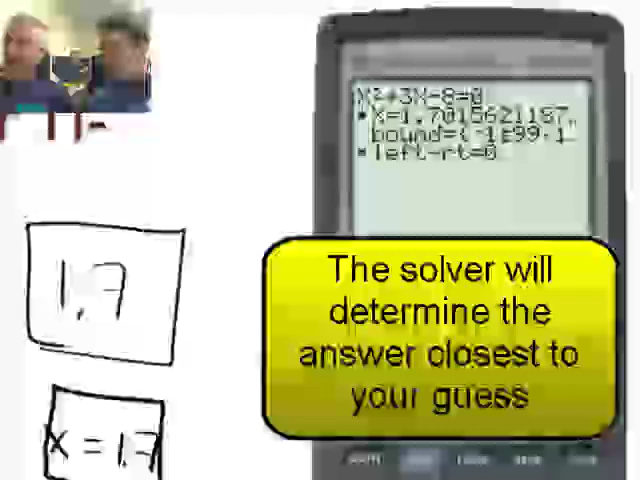 X²+3X-8=0
▪X=1.7015621187…
bound={-1ᴇ99,1…
▪left-rt=0
1.7
The solver will
determine the
answer closest to
your guess
x = 1.7